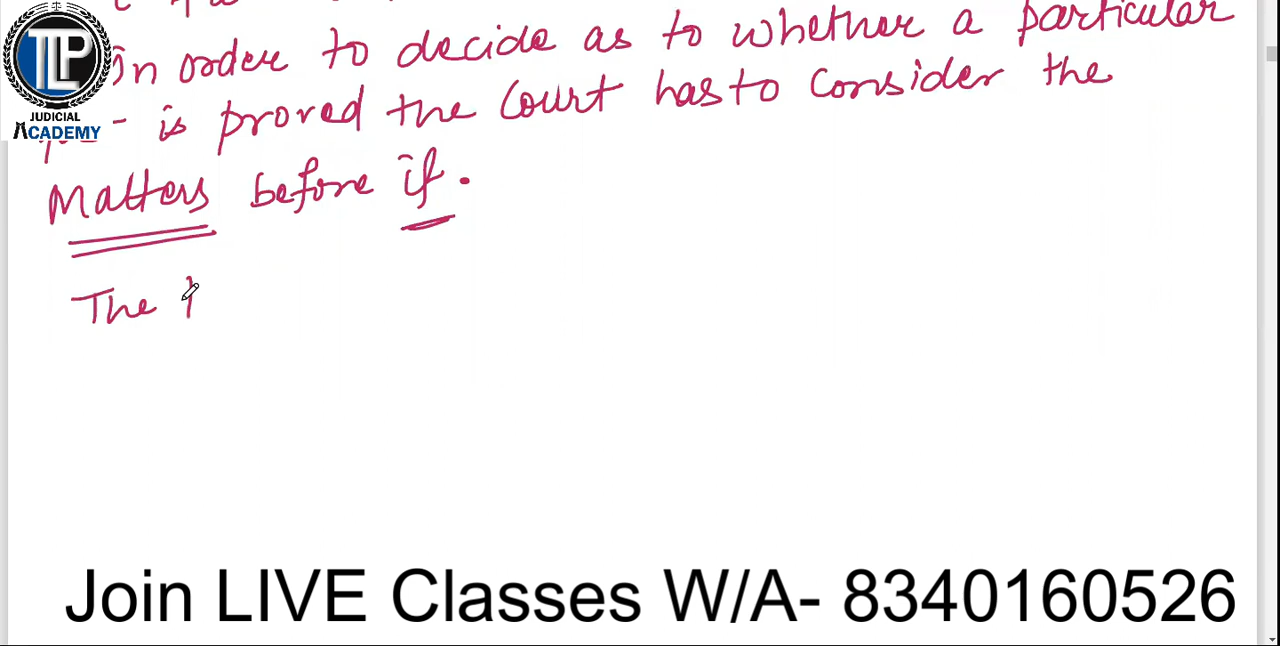 In order to decide as to whether a particular
is proved the Court has to consider the
Matters before it.
The
TLP
JUDICIAL
ACADEMY
Join LIVE Classes W/A- 8340160526